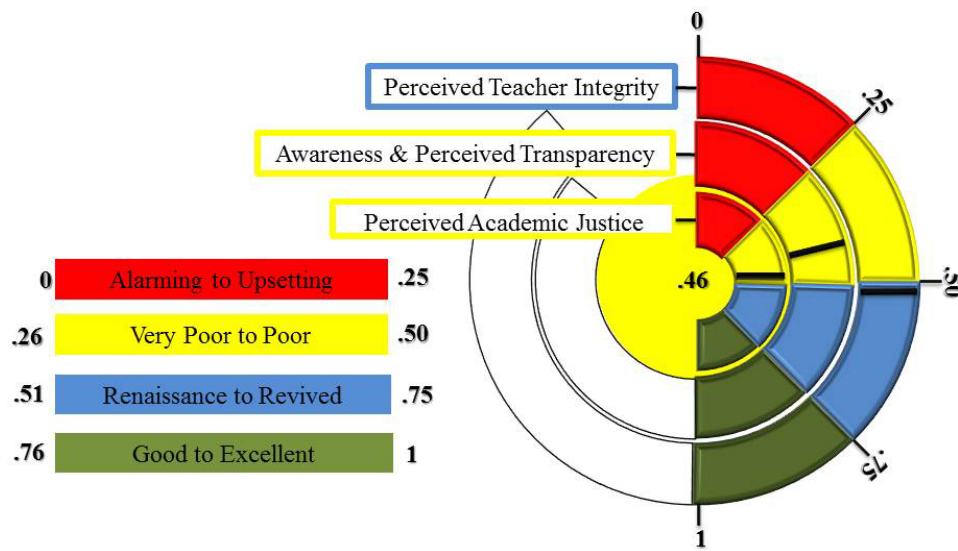 0
Perceived Teacher Integrity
.25
Awareness & Perceived Transparency
Perceived Academic Justice
0 Alarming to Upsetting .25
.46
.50
.26 Very Poor to Poor .50
.51 Renaissance to Revived .75
.76 Good to Excellent 1
.75
1